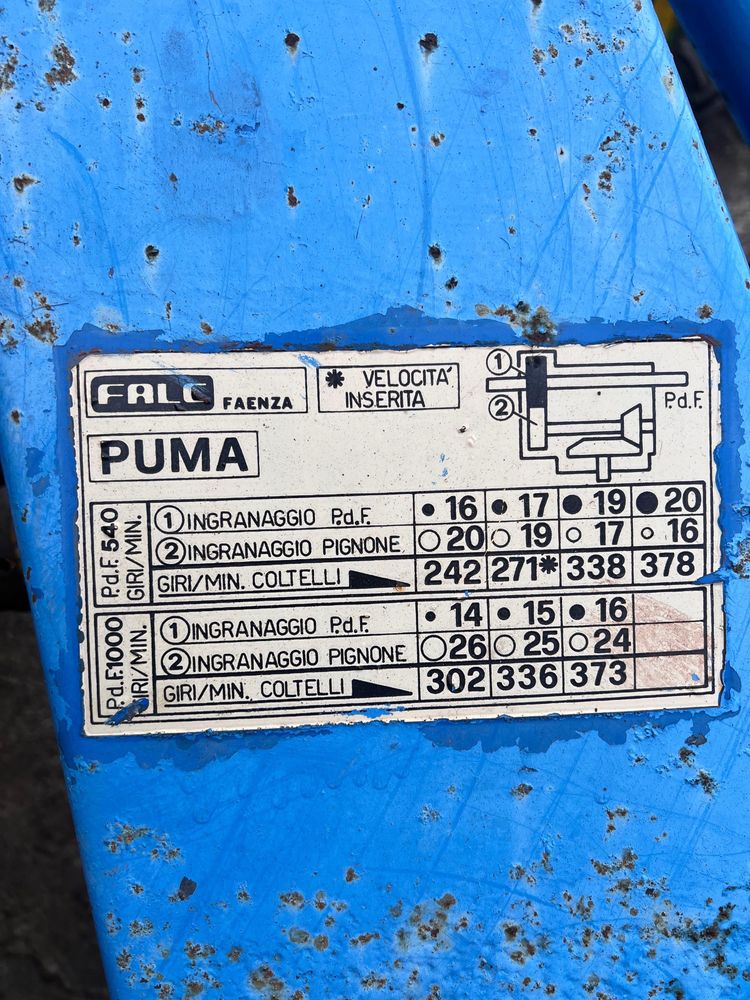 FALC FAENZA
* VELOCITA' INSERITA
PUMA
1
2
P.d.F.
P.d.F. 540 GIRI/MIN.
① INGRANAGGIO P.d.F. • 16 • 17 ● 19 ● 20
② INGRANAGGIO PIGNONE ○ 20 ○ 19 ○ 17 ○ 16
GIRI/MIN. COLTELLI 242 271* 338 378
P.d.F. 1000 GIRI/MIN.
① INGRANAGGIO P.d.F. • 14 • 15 • 16
② INGRANAGGIO PIGNONE ○ 26 ○ 25 ○ 24
GIRI/MIN. COLTELLI 302 336 373